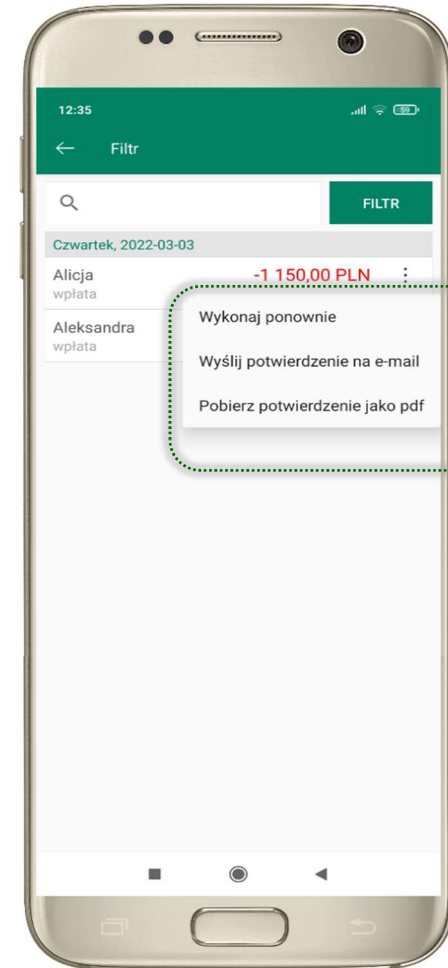 12:35
59
Filtr
FILTR
Czwartek, 2022-03-03
Alicja
-1 150,00 PLN
wpłata
Aleksandra
wpłata
Wykonaj ponownie
Wyślij potwierdzenie na e-mail
Pobierz potwierdzenie jako pdf